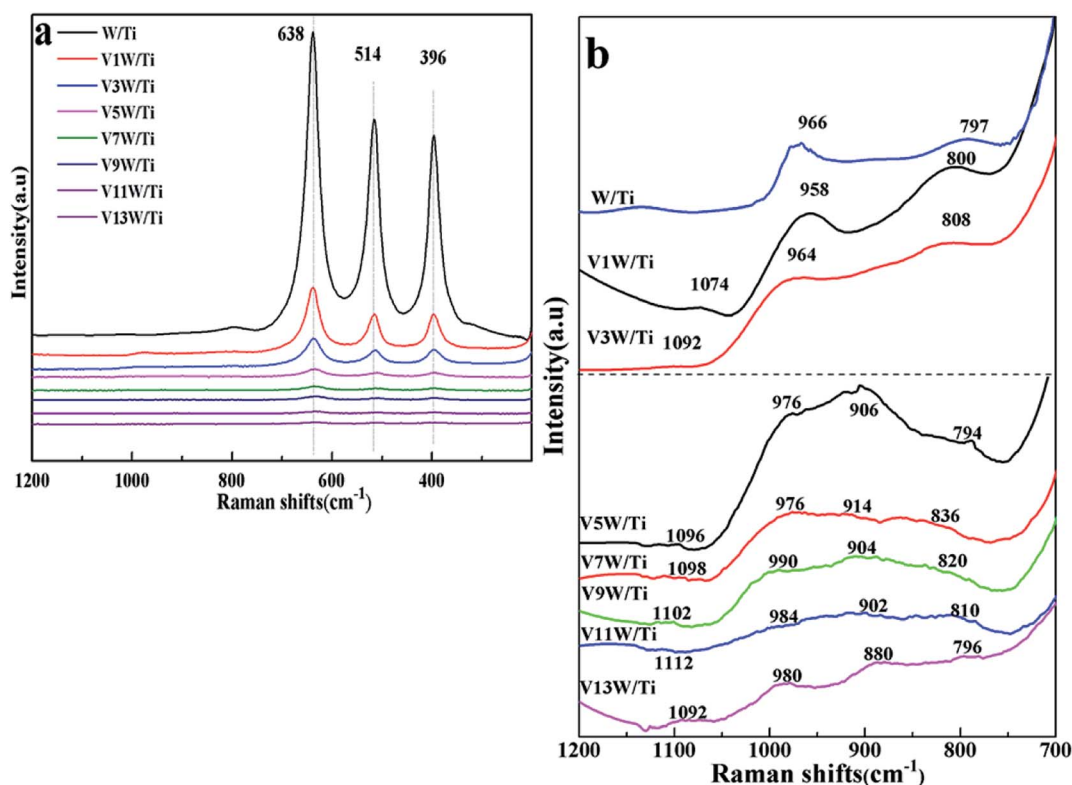 a
W/Ti
V1W/Ti
V3W/Ti
V5W/Ti
V7W/Ti
V9W/Ti
V11W/Ti
V13W/Ti
638
514
396
Intensity(a.u)
1200
1000
800
600
400
Raman shifts(cm⁻¹)
b
966
797
W/Ti
958
800
V1W/Ti
1074
964
808
V3W/Ti
1092
Intensity(a.u)
976
906
794
V5W/Ti
1096
976
914
836
V7W/Ti
1098
990
904
820
V9W/Ti
1102
984
902
810
V11W/Ti
1112
980
880
796
V13W/Ti
1092
1200
1100
1000
900
800
700
Raman shifts(cm⁻¹)